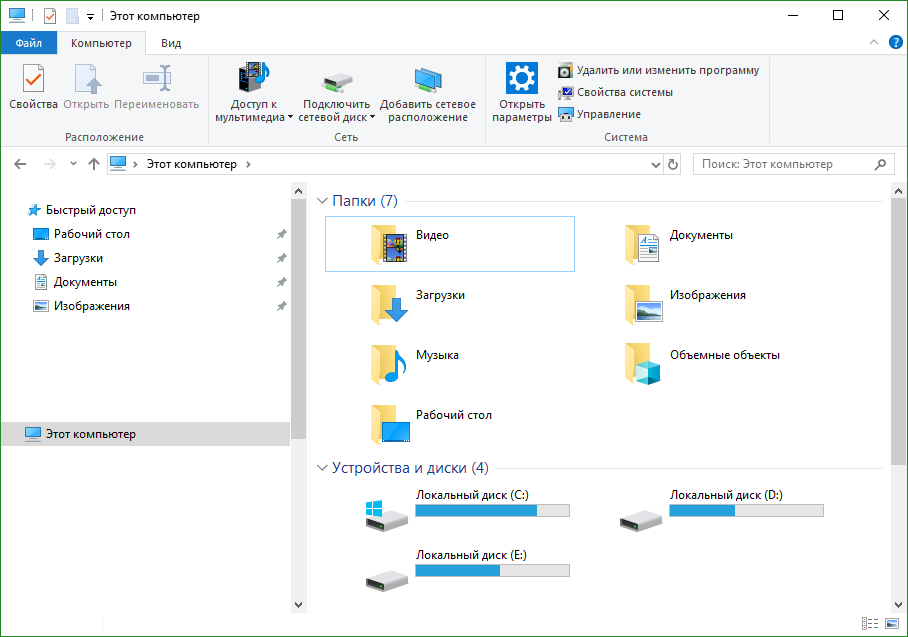 Этот компьютер
Файл
Компьютер
Вид
Свойства
Открыть
Переименовать
Расположение
Доступ к
мультимедиа
Подключить
сетевой диск
Добавить сетевое
расположение
Сеть
Открыть
параметры
Удалить или изменить программу
Свойства системы
Управление
Система
Этот компьютер
Поиск: Этот компьютер
Быстрый доступ
Рабочий стол
Загрузки
Документы
Изображения
Этот компьютер
Папки (7)
Видео
Документы
Загрузки
Изображения
Музыка
Объемные объекты
Рабочий стол
Устройства и диски (4)
Локальный диск (C:)
Локальный диск (D:)
Локальный диск (E:)